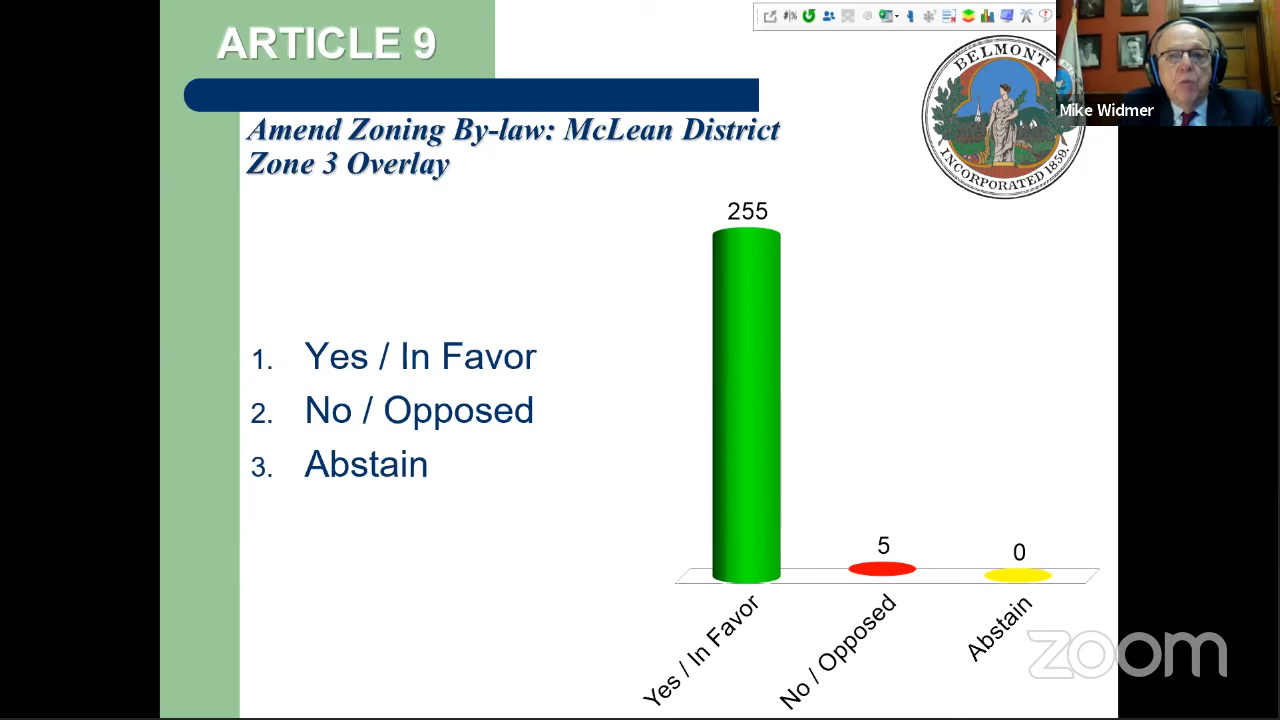 ARTICLE 9
Amend Zoning By-law: McLean District
Zone 3 Overlay
BELMONT
INCORPORATED 1859.
Mike Widmer
1. Yes / In Favor
2. No / Opposed
3. Abstain
255
5
0
Yes / In Favor
No / Opposed
Abstain
zoom